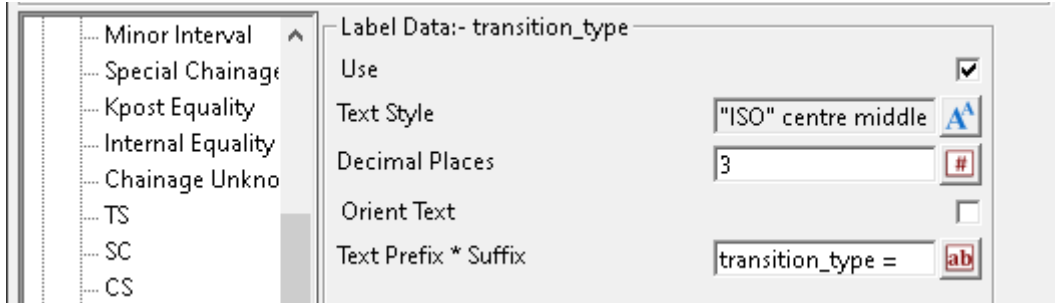 Minor Interval
Special Chainage
Kpost Equality
Internal Equality
Chainage Unkno
TS
SC
CS
Label Data:- transition_type
Use
Text Style
"ISO" centre middle
Decimal Places
3
#
Orient Text
Text Prefix * Suffix
transition_type =
ab